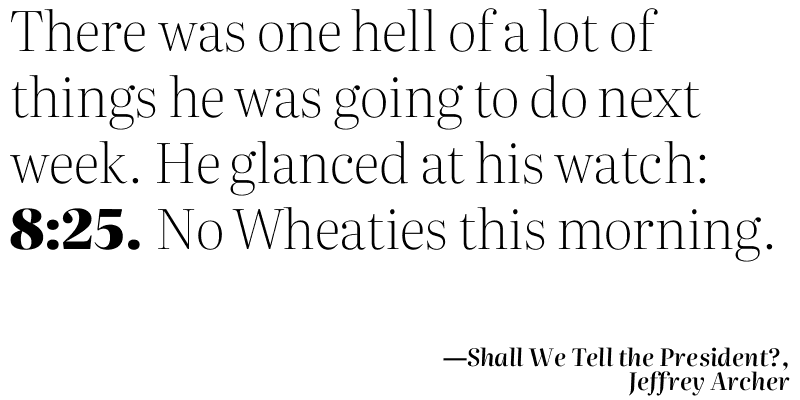 There was one hell of a lot of
things he was going to do next
week. He glanced at his watch:
8:25. No Wheaties this morning.
—Shall We Tell the President?,
Jeffrey Archer